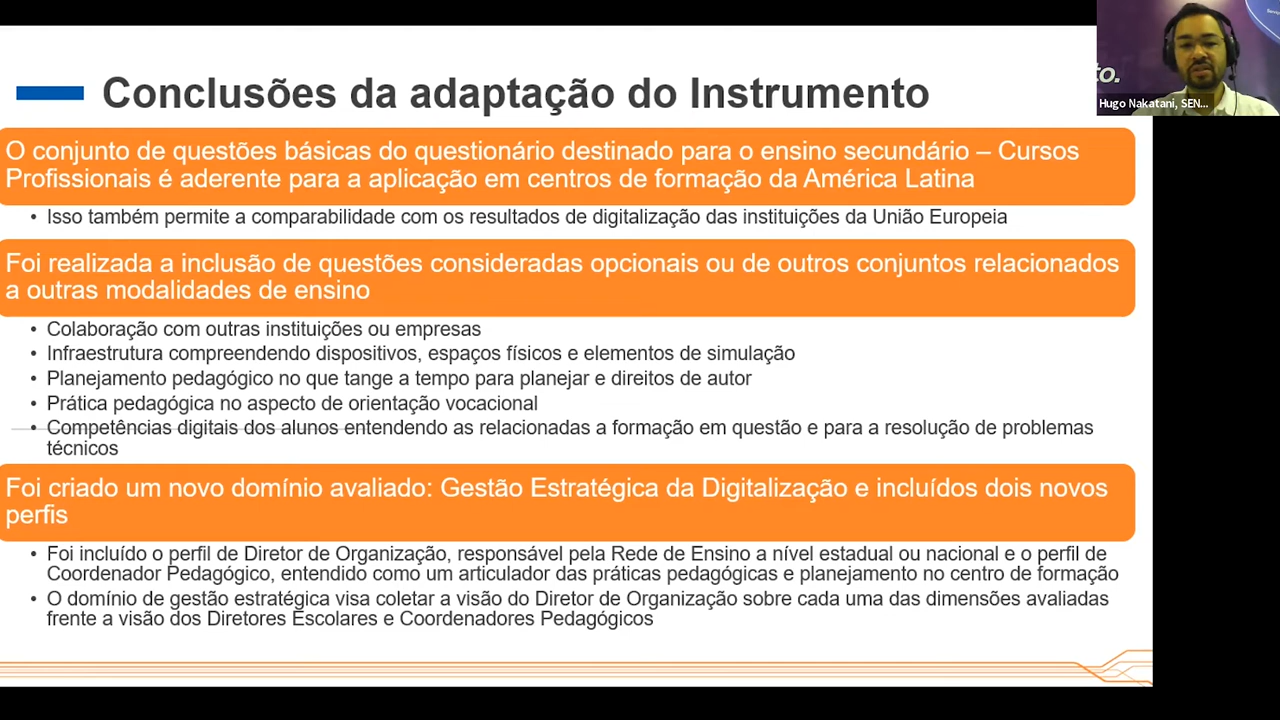 Conclusões da adaptação do Instrumento
to.
Hugo Nakatani, SEN...
O conjunto de questões básicas do questionário destinado para o ensino secundário – Cursos
Profissionais é aderente para a aplicação em centros de formação da América Latina
• Isso também permite a comparabilidade com os resultados de digitalização das instituições da União Europeia
Foi realizada a inclusão de questões consideradas opcionais ou de outros conjuntos relacionados
a outras modalidades de ensino
• Colaboração com outras instituições ou empresas
• Infraestrutura compreendendo dispositivos, espaços físicos e elementos de simulação
• Planejamento pedagógico no que tange a tempo para planejar e direitos de autor
• Prática pedagógica no aspecto de orientação vocacional
• Competências digitais dos alunos entendendo as relacionadas a formação em questão e para a resolução de problemas
técnicos
Foi criado um novo domínio avaliado: Gestão Estratégica da Digitalização e incluídos dois novos
perfis
• Foi incluído o perfil de Diretor de Organização, responsável pela Rede de Ensino a nível estadual ou nacional e o perfil de
Coordenador Pedagógico, entendido como um articulador das práticas pedagógicas e planejamento no centro de formação
• O domínio de gestão estratégica visa coletar a visão do Diretor de Organização sobre cada uma das dimensões avaliadas
frente a visão dos Diretores Escolares e Coordenadores Pedagógicos